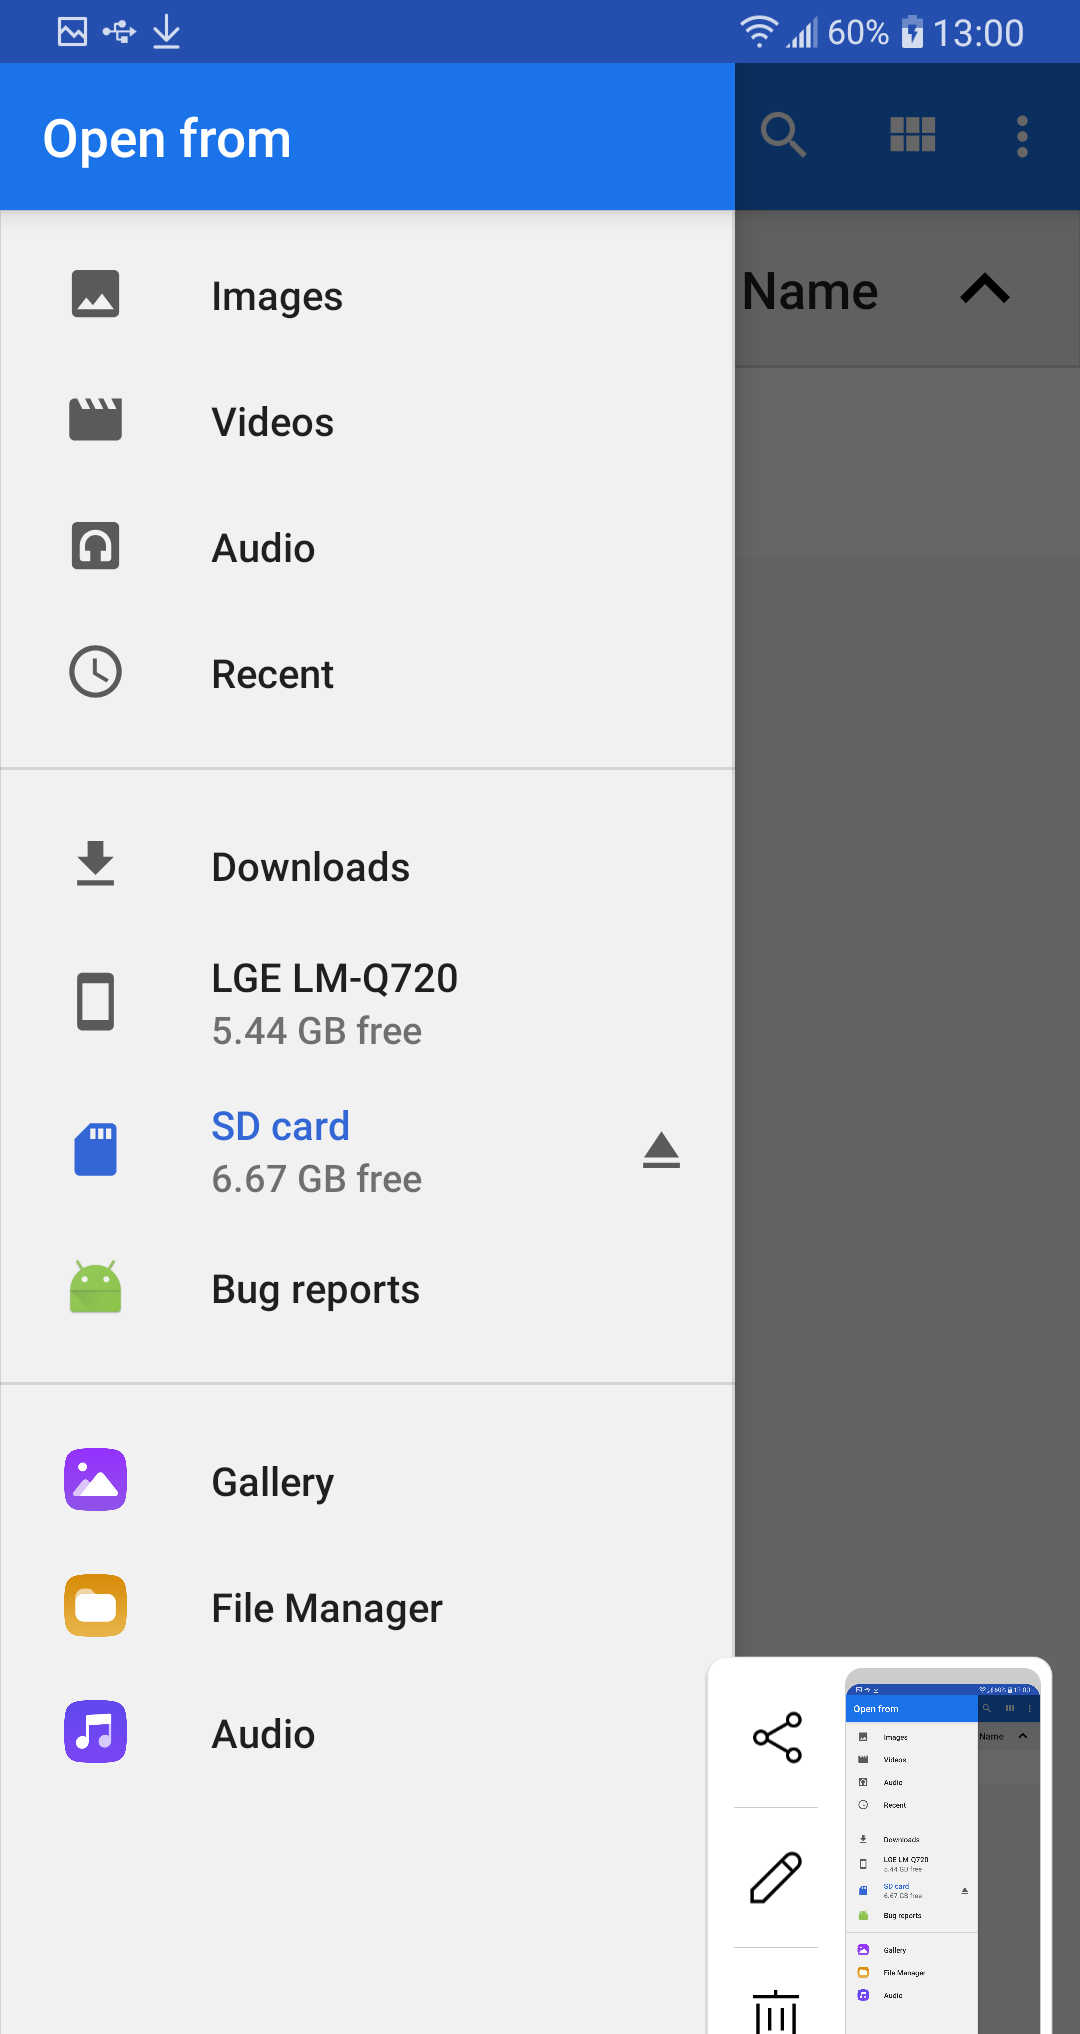 60% 13:00
Open from
Name
Images
Videos
Audio
Recent
Downloads
LGE LM-Q720
5.44 GB free
SD card
6.67 GB free
Bug reports
Gallery
File Manager
Audio
60% 13:00
Open from
Name
Images
Videos
Audio
Recent
Downloads
LGE LM-Q720
5.44 GB free
SD card
6.67 GB free
Bug reports
Gallery
File Manager
Audio